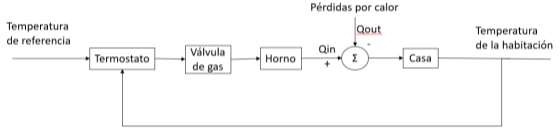 Pérdidas por calor
Temperatura
de referencia
Qout
-
Temperatura
de la habitación
Termostato
Válvula
de gas
Horno
Qin
+
Σ
Casa